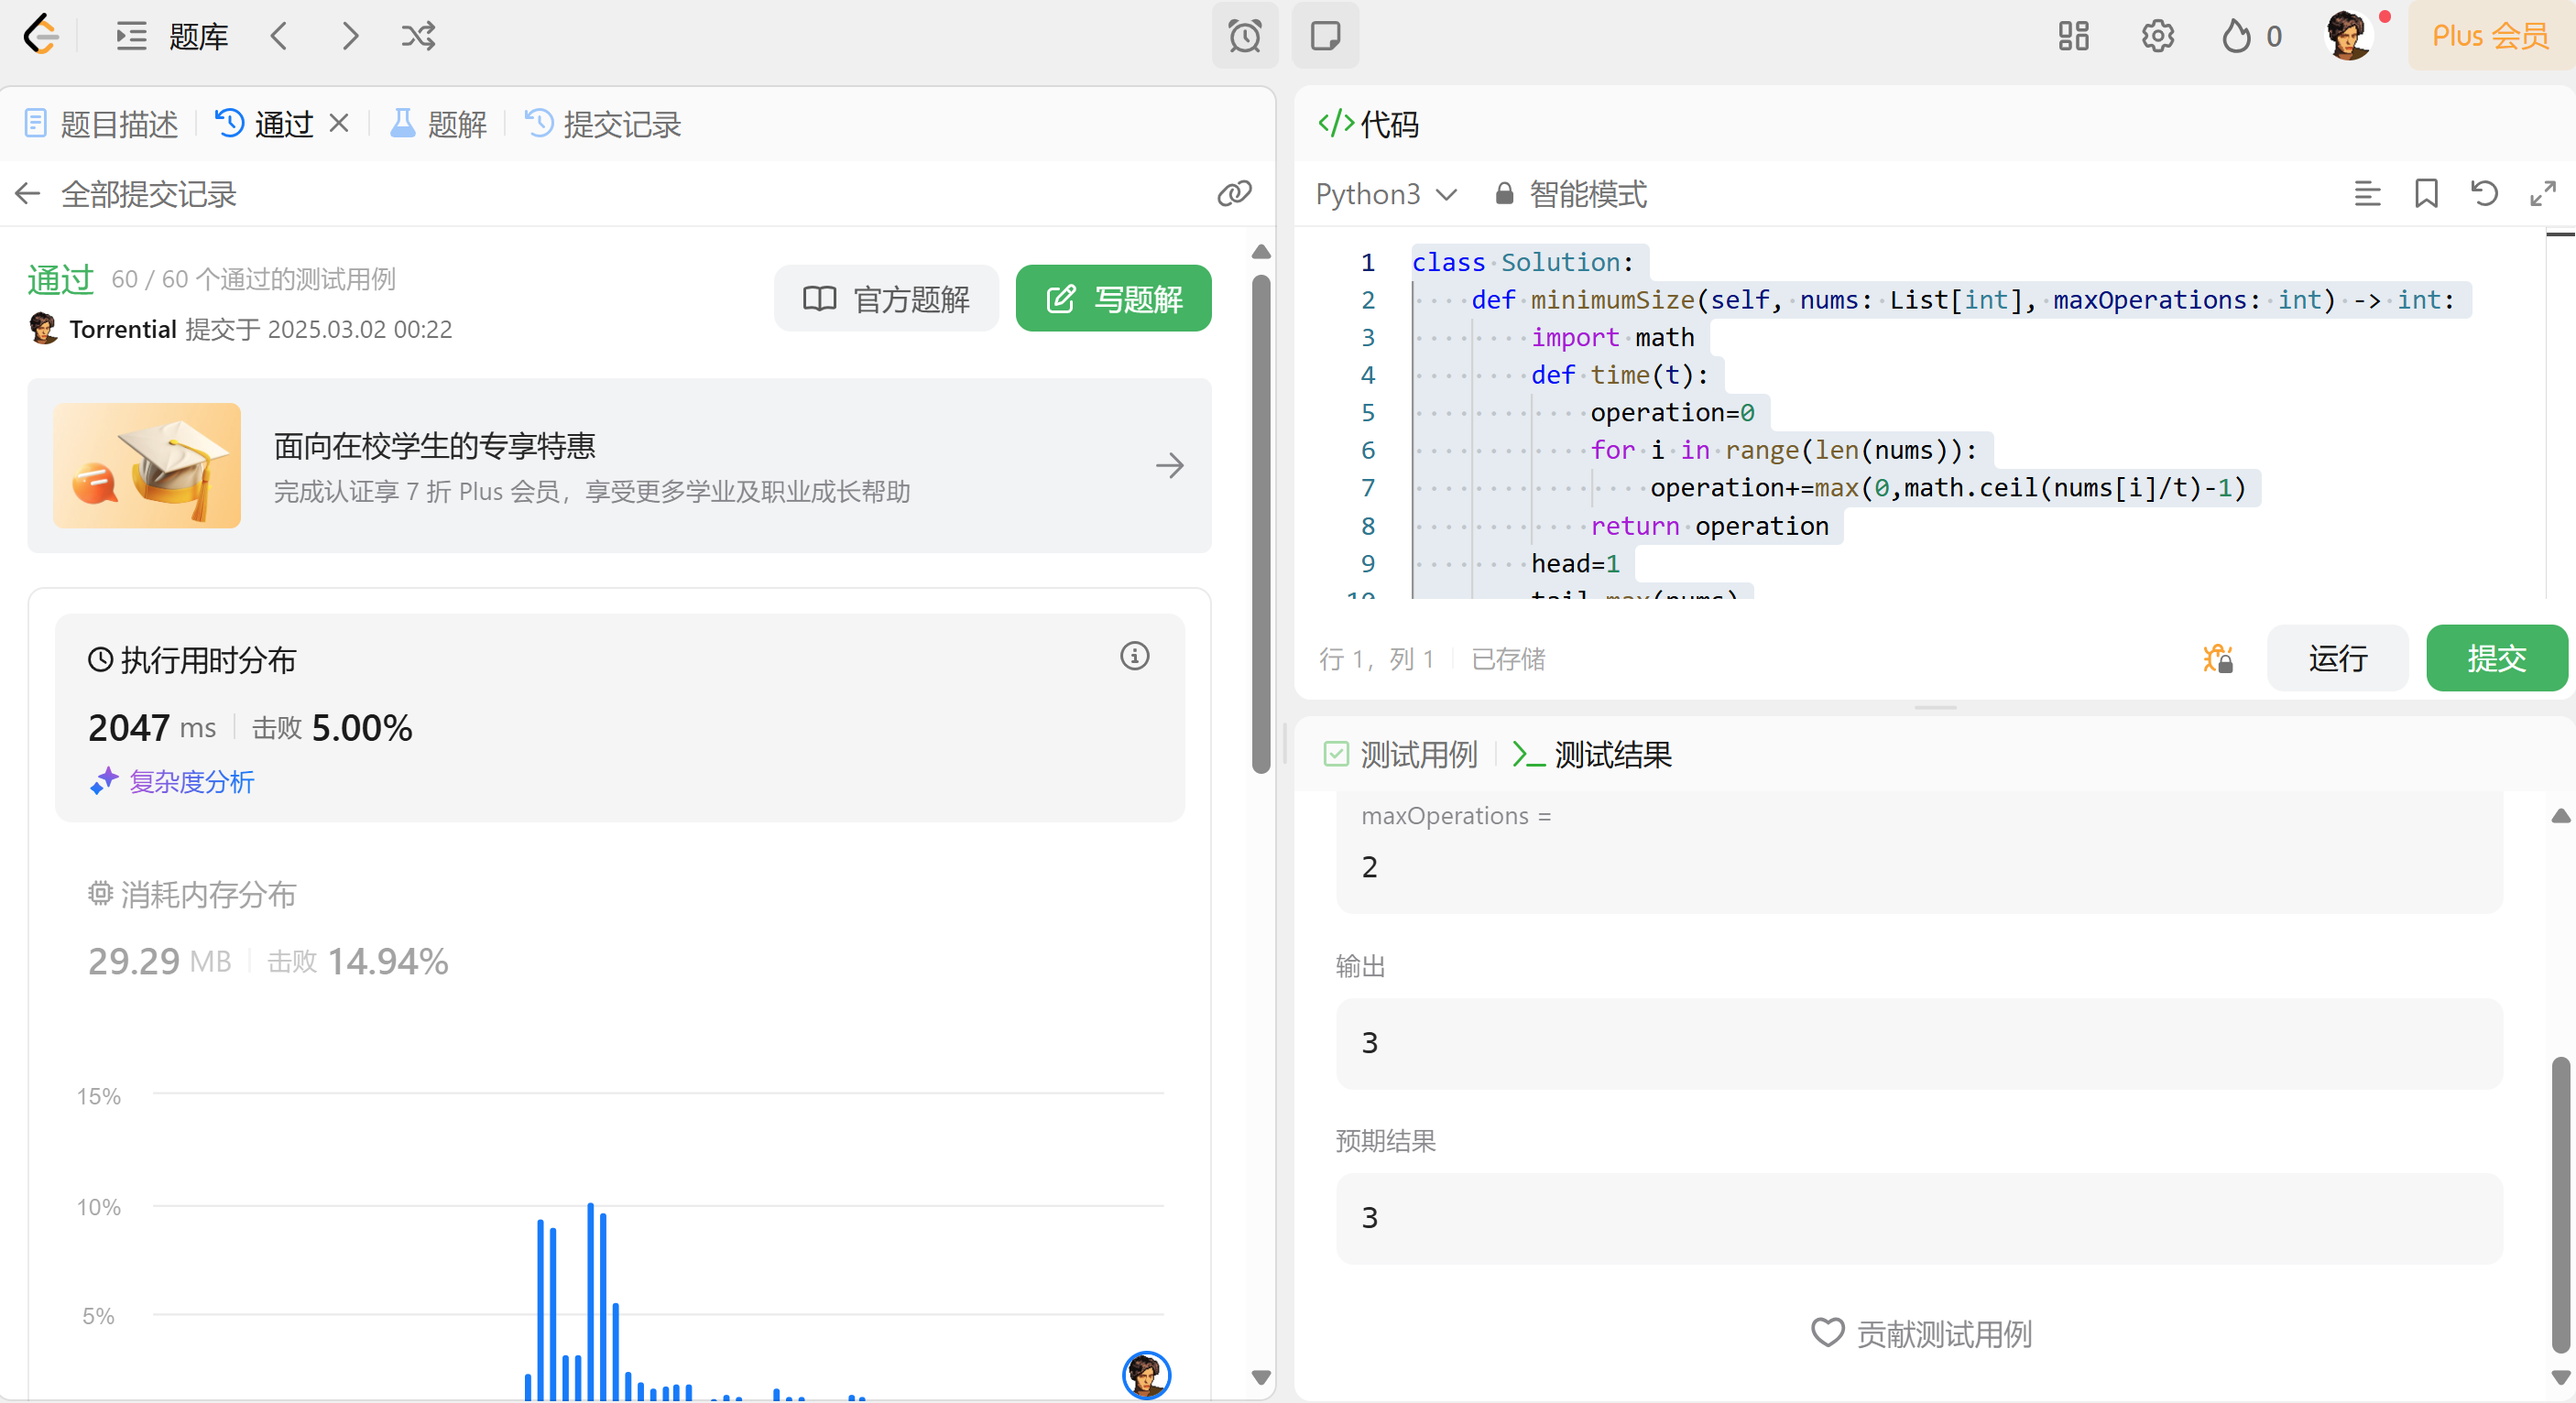 题库
0
Plus 会员
题目描述
通过
题解
提交记录
全部提交记录
通过 60 / 60 个通过的测试用例
Torrential 提交于 2025.03.02 00:22
官方题解
写题解
面向在校学生的专享特惠
完成认证享 7 折 Plus 会员，享受更多学业及职业成长帮助
执行用时分布
2047 ms 击败 5.00%
复杂度分析
消耗内存分布
29.29 MB 击败 14.94%
15%
10%
5%
</>代码
Python3 智能模式
1 class Solution:
2 def minimumSize(self, nums: List[int], maxOperations: int) -> int:
3 import math
4 def time(t):
5 operation=0
6 for i in range(len(nums)):
7 operation+=max(0,math.ceil(nums[i]/t)-1)
8 return operation
9 head=1
10 tail=max(nums)
行 1，列 1 已存储
运行
提交
测试用例
测试结果
maxOperations =
2
输出
3
预期结果
3
贡献测试用例